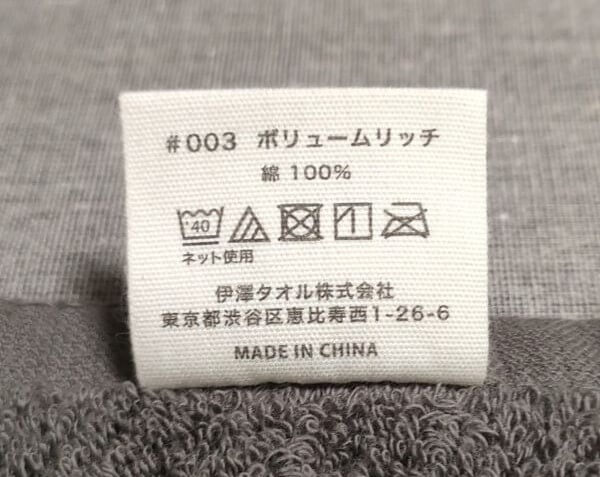 #003 ボリュームリッチ
綿 100%
40
ネット使用
伊澤タオル株式会社
東京都渋谷区恵比寿西1-26-6
MADE IN CHINA